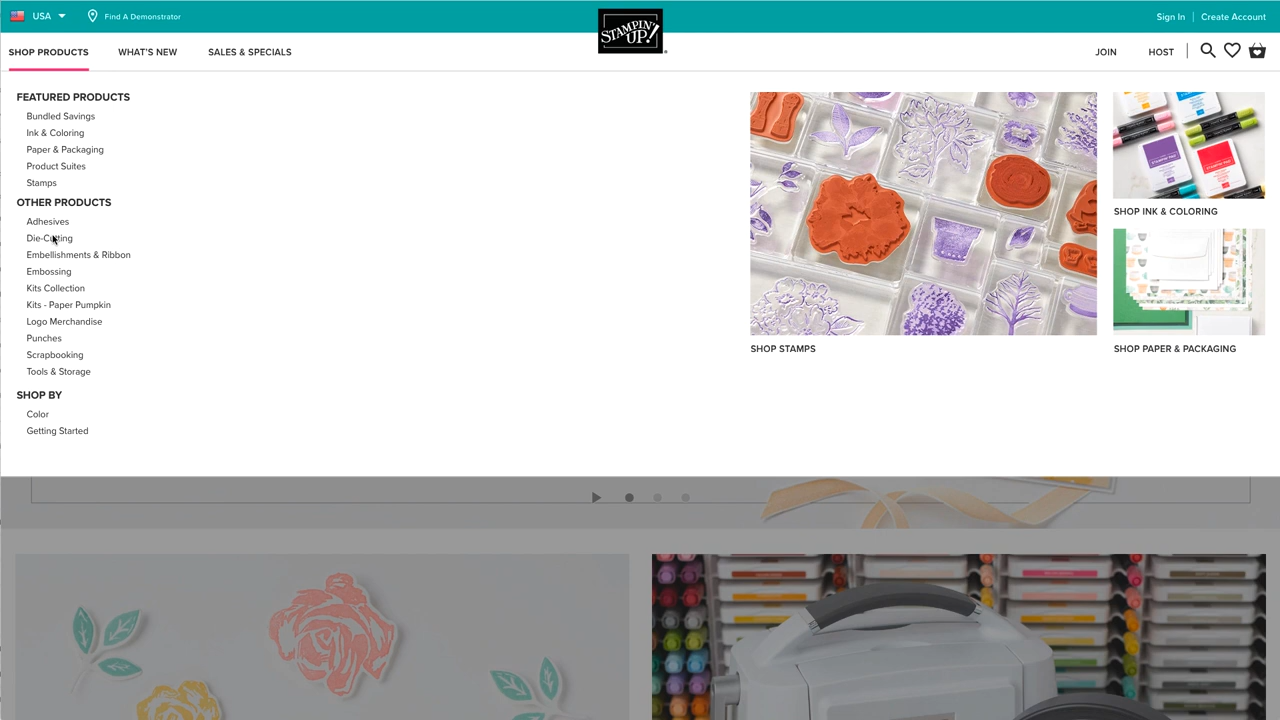 USA
Find A Demonstrator
STAMPIN' UP!®
Sign In | Create Account
SHOP PRODUCTS
WHAT'S NEW
SALES & SPECIALS
JOIN
HOST
FEATURED PRODUCTS
Bundled Savings
Ink & Coloring
Paper & Packaging
Product Suites
Stamps
OTHER PRODUCTS
Adhesives
Die-Cutting
Embellishments & Ribbon
Embossing
Kits Collection
Kits - Paper Pumpkin
Logo Merchandise
Punches
Scrapbooking
Tools & Storage
SHOP BY
Color
Getting Started
SHOP STAMPS
SHOP INK & COLORING
SHOP PAPER & PACKAGING